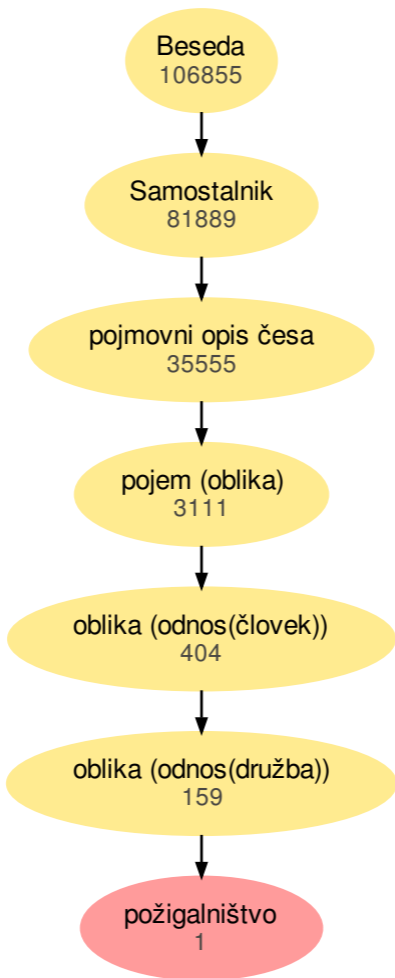 Beseda
106855
Samostalnik
81889
pojmovni opis česa
35555
pojem (oblika)
3111
oblika (odnos(človek))
404
oblika (odnos(družba))
159
požigalništvo
1